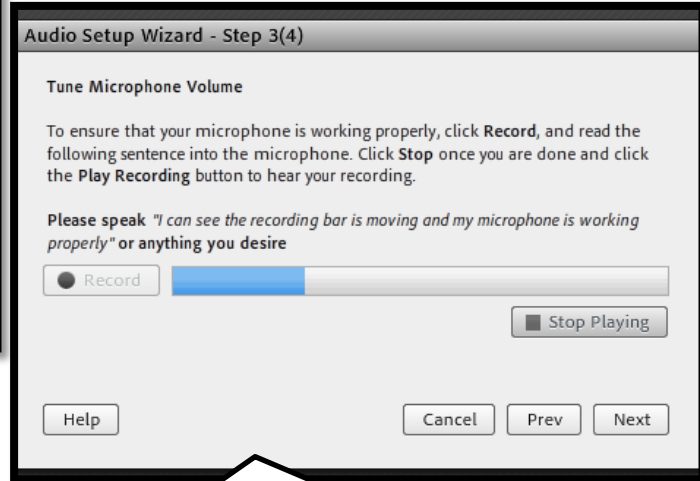 Audio Setup Wizard - Step 3(4)
Tune Microphone Volume
To ensure that your microphone is working properly, click Record, and read the
following sentence into the microphone. Click Stop once you are done and click
the Play Recording button to hear your recording.
Please speak "I can see the recording bar is moving and my microphone is working
properly" or anything you desire
Record
Stop Playing
Help
Cancel
Prev
Next